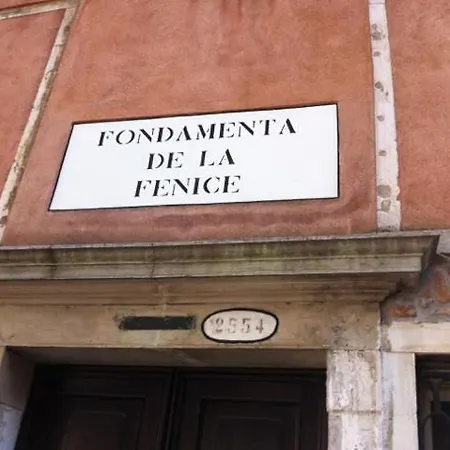 FONDAMENTA
DE LA
FENICE
2554